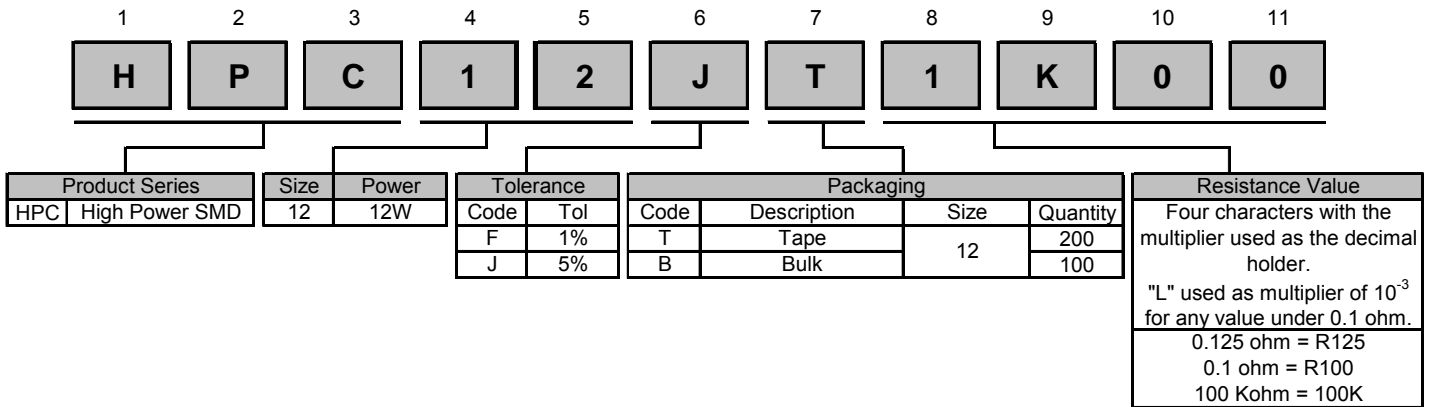 1 2 3 4 5 6 7 8 9 10 11
H P C 1 2 J T 1 K 0 0
Product Series
HPC High Power SMD
Size Power
12 12W
Tolerance
Code Tol
F 1%
J 5%
Packaging
Code Description Size Quantity
T Tape 12 200
B Bulk 100
Resistance Value
Four characters with the
multiplier used as the decimal
holder.
"L" used as multiplier of 10⁻³
for any value under 0.1 ohm.
0.125 ohm = R125
0.1 ohm = R100
100 Kohm = 100K